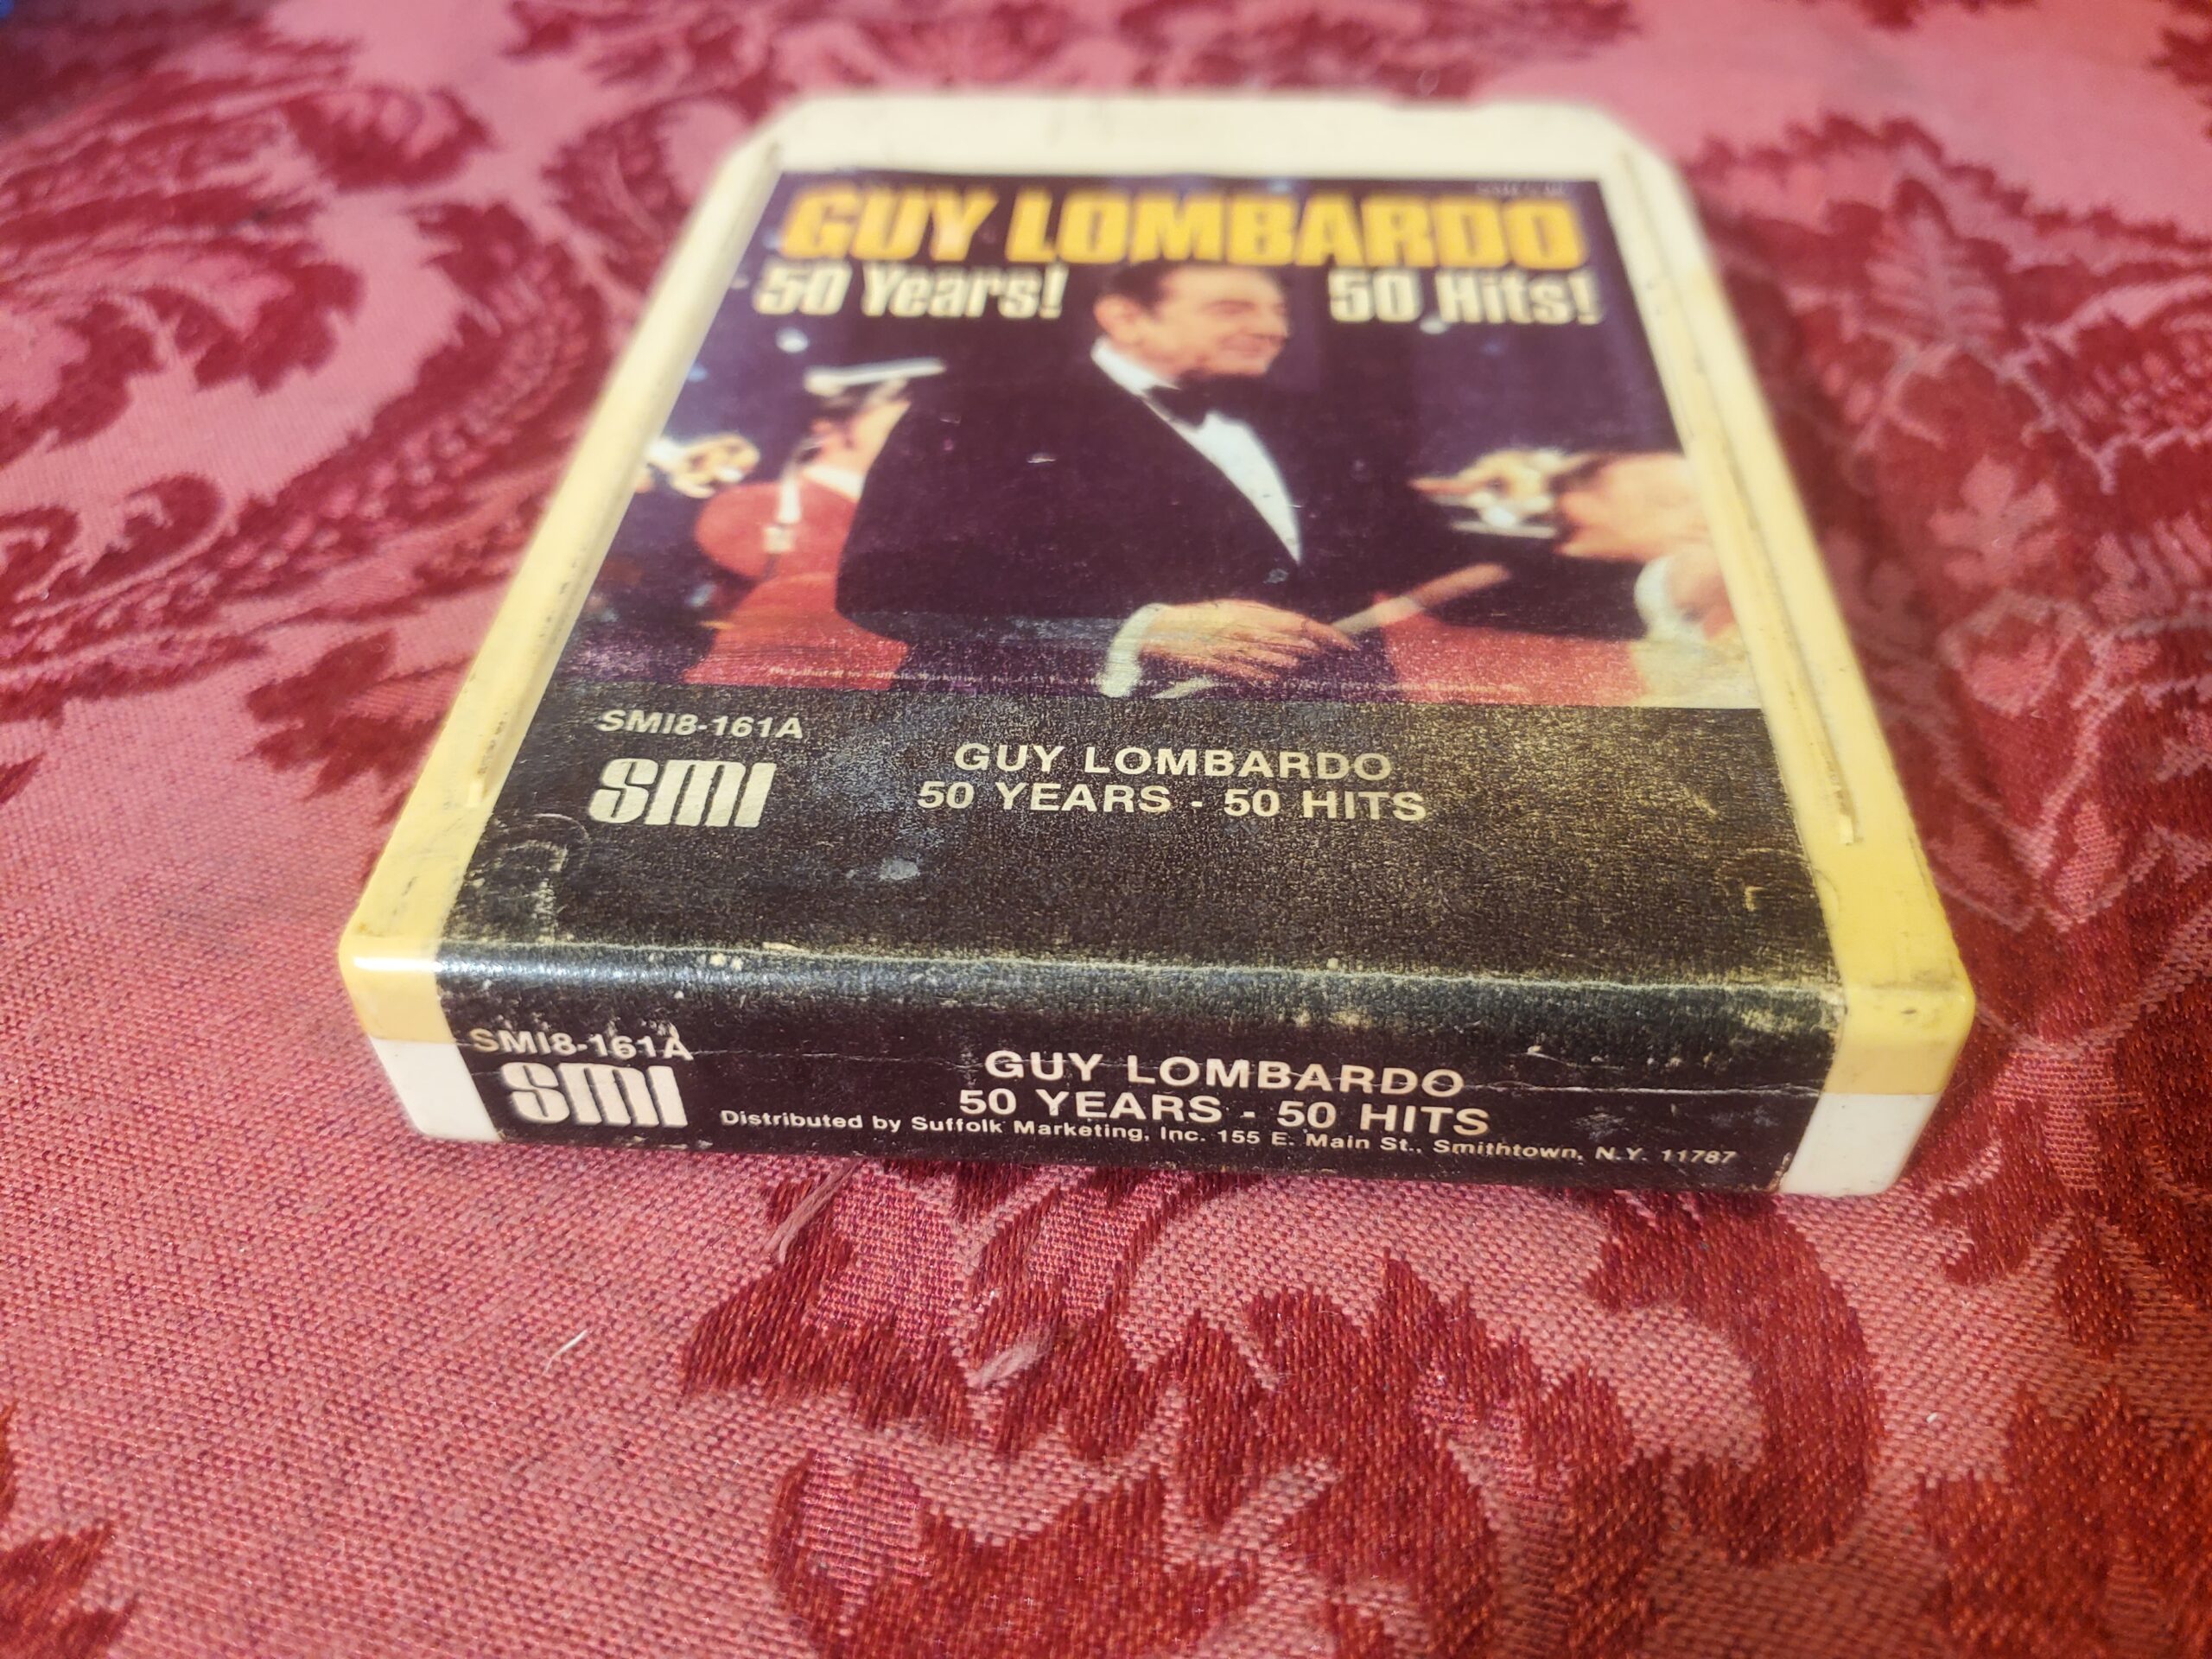 GUY LOMBARDO
50 Years! 50 Hits!
SMI8-161A
smi
GUY LOMBARDO
50 YEARS - 50 HITS
SMI8-161A
smi
GUY LOMBARDO
50 YEARS - 50 HITS
Distributed by Suffolk Marketing, Inc. 155 E. Main St., Smithtown, N.Y. 11787